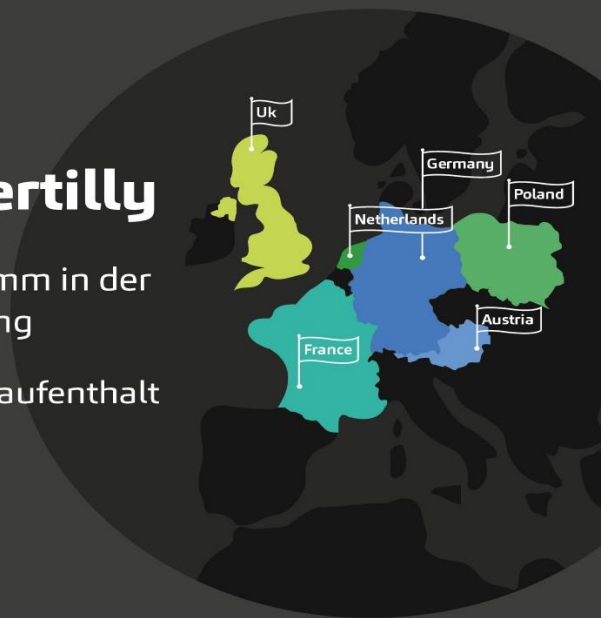 ertilly
mm in der
ng
aufenthalt
Uk
Germany
Poland
Netherlands
Austria
France